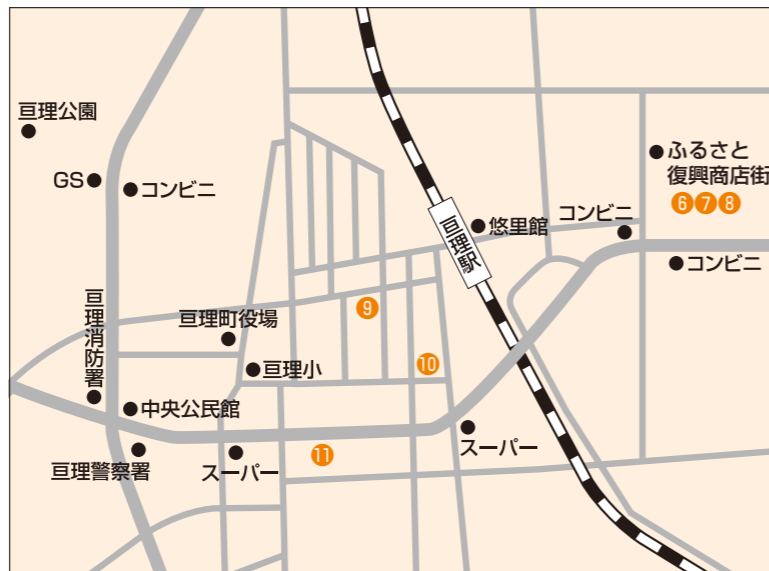 亘理公園
GS
コンビニ
ふるさと
復興商店街
6 7 8
コンビニ
悠里館
亘理駅
コンビニ
亘理消防署
亘理町役場
9
亘理小
10
中央公民館
亘理警察署
スーパー
11
スーパー